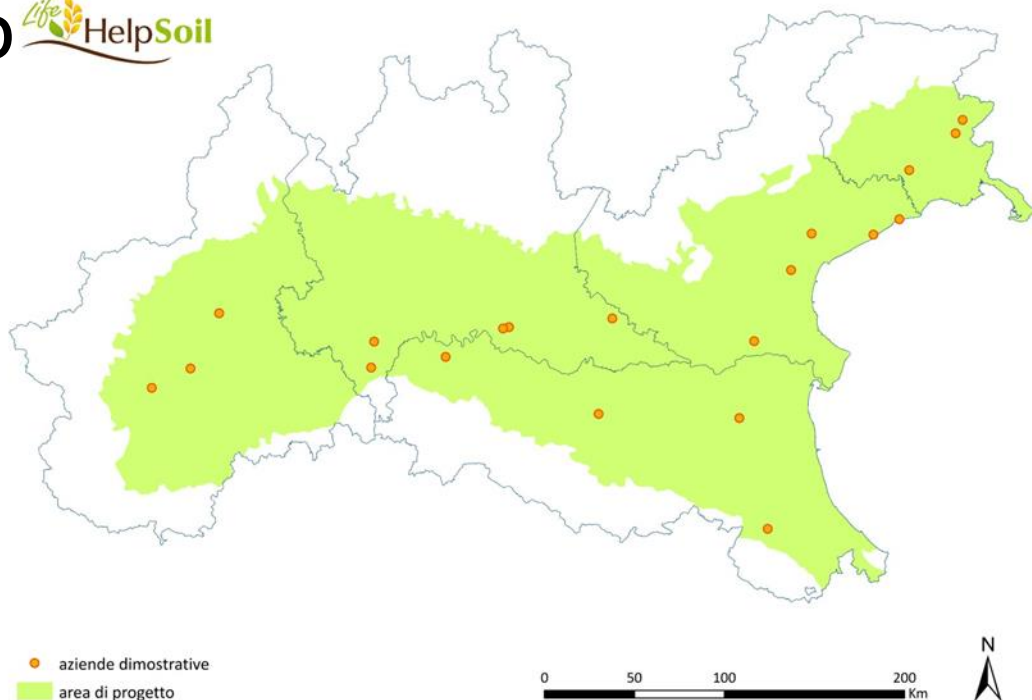 Life HelpSoil
aziende dimostrative
area di progetto
0 50 100 200
Km
N